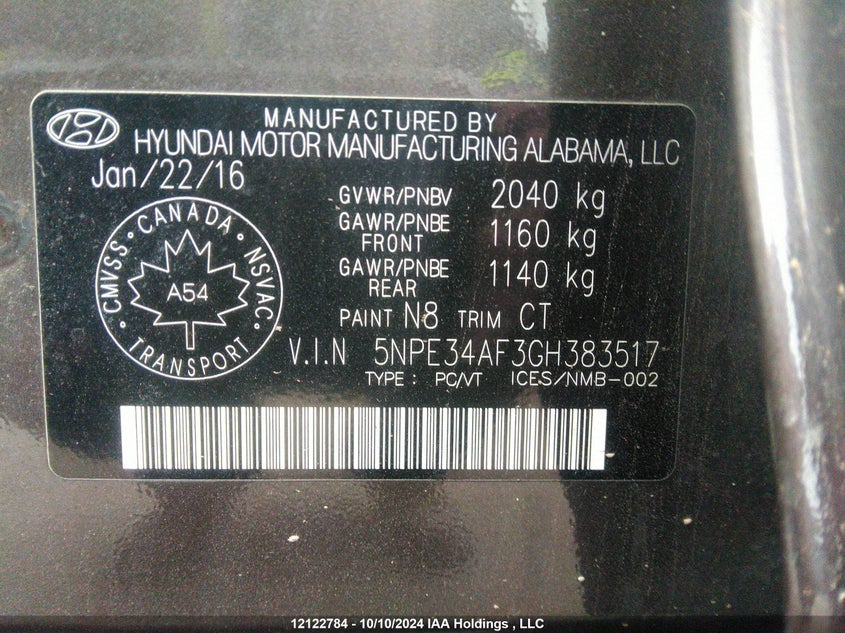 MANUFACTURED BY
HYUNDAI MOTOR MANUFACTURING ALABAMA, LLC
Jan/22/16
GVWR/PNBV 2040 kg
GAWR/PNBE FRONT 1160 kg
GAWR/PNBE REAR 1140 kg
PAINT N8 TRIM CT
CMVSS • CANADA • NSVAC • TRANSPORT •
A54
V.I.N 5NPE34AF3GH383517
TYPE : PC/VT ICES/NMB-002
12122784 - 10/10/2024 IAA Holdings , LLC